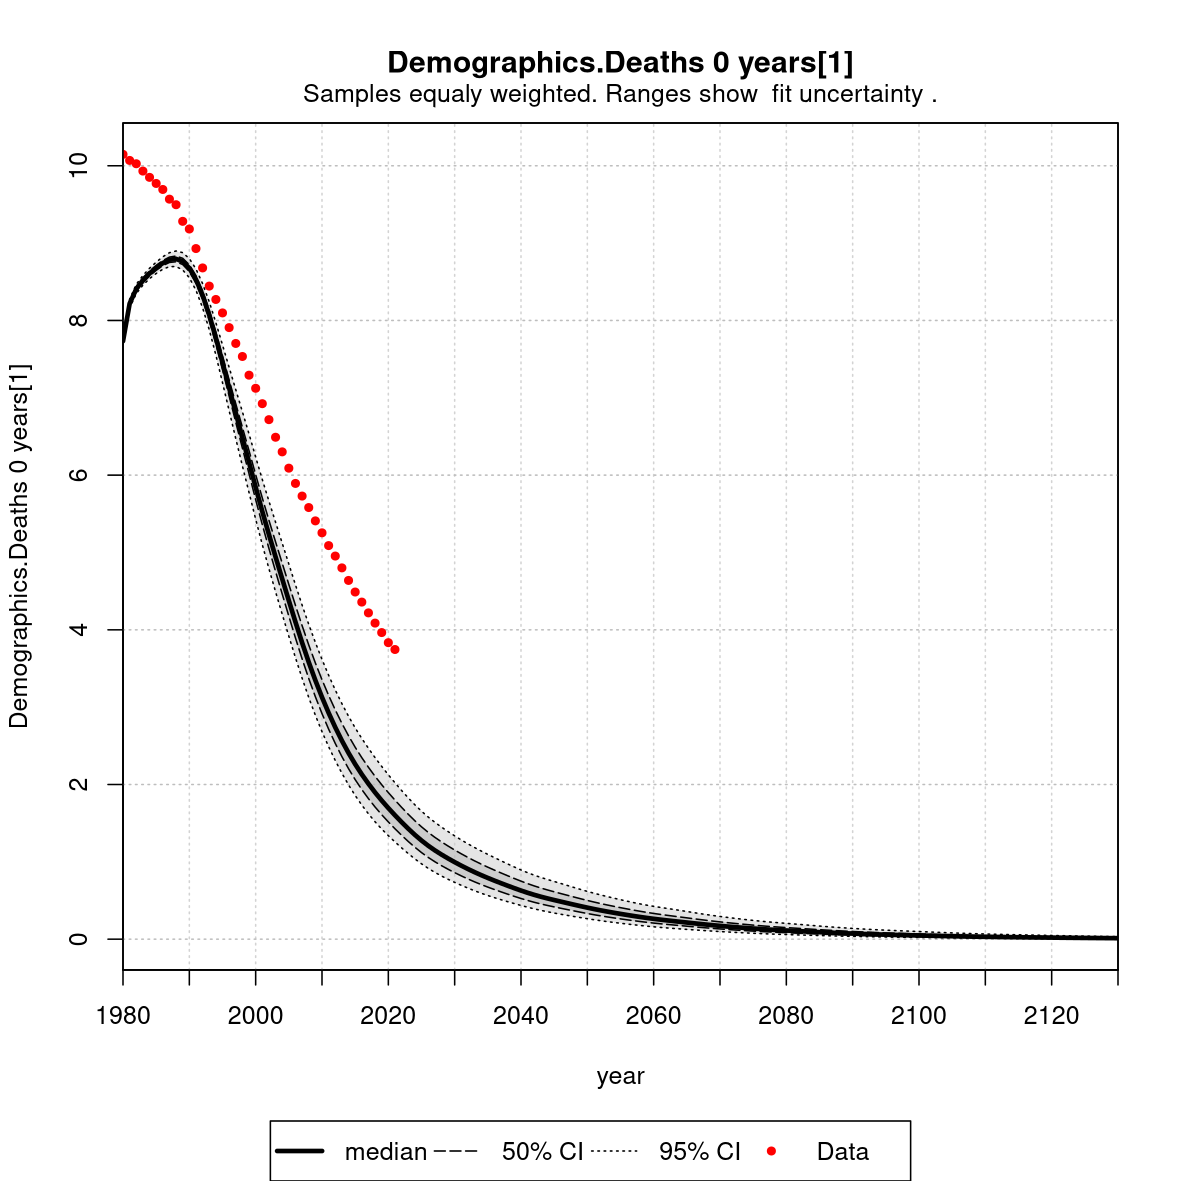 Demographics.Deaths 0 years[1]
Samples equaly weighted. Ranges show  fit uncertainty .
Demographics.Deaths 0 years[1]
10
8
6
4
2
0
1980 2000 2020 2040 2060 2080 2100 2120
year
median 50% CI 95% CI Data